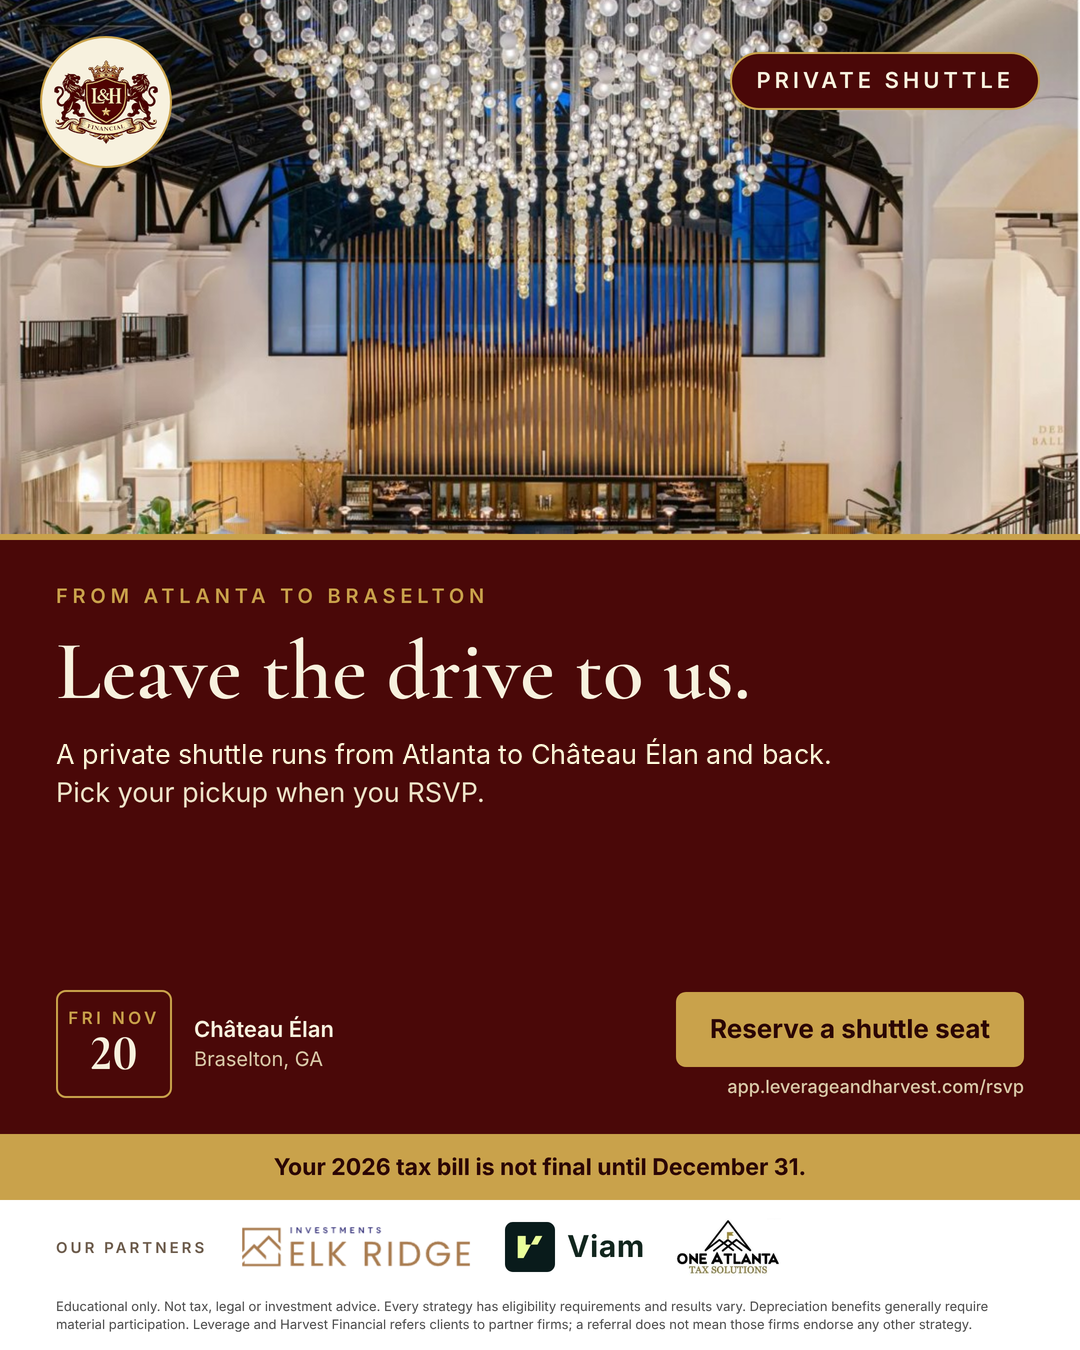 L&H
FINANCIAL
PRIVATE SHUTTLE
FROM ATLANTA TO BRASELTON
Leave the drive to us.
A private shuttle runs from Atlanta to Château Élan and back.
Pick your pickup when you RSVP.
FRI NOV
20
Château Élan
Braselton, GA
Reserve a shuttle seat
app.leverageandharvest.com/rsvp
Your 2026 tax bill is not final until December 31.
OUR PARTNERS
INVESTMENTS
ELK RIDGE
Viam
ONE ATLANTA
TAX SOLUTIONS
Educational only. Not tax, legal or investment advice. Every strategy has eligibility requirements and results vary. Depreciation benefits generally require
material participation. Leverage and Harvest Financial refers clients to partner firms; a referral does not mean those firms endorse any other strategy.